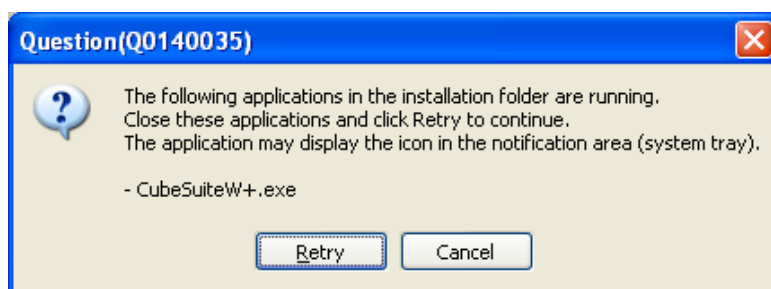 Question(Q0140035)
The following applications in the installation folder are running.
Close these applications and click Retry to continue.
The application may display the icon in the notification area (system tray).
- CubeSuiteW+.exe
Retry
Cancel